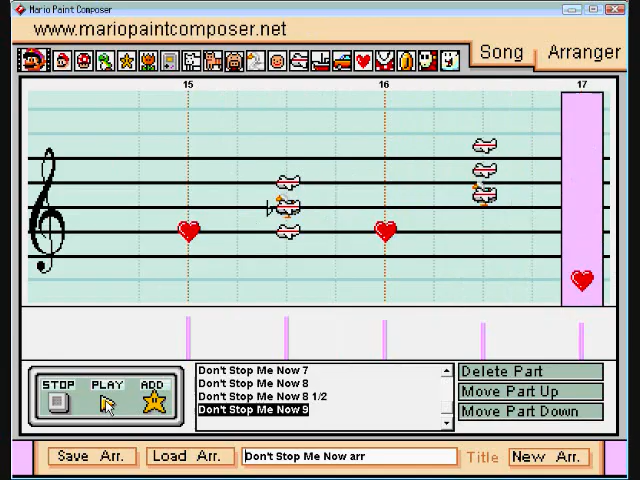 Mario Paint Composer
www.mariopaintcomposer.net
Song
Arranger
15
16
17
STOP
PLAY
ADD
Don't Stop Me Now 7
Don't Stop Me Now 8
Don't Stop Me Now 8 1/2
Don't Stop Me Now 9
Delete Part
Move Part Up
Move Part Down
Save Arr.
Load Arr.
Don't Stop Me Now arr
Title
New Arr.